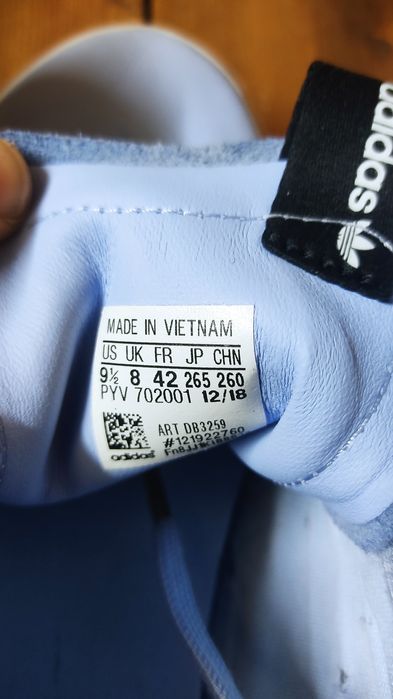 adidas
MADE IN VIETNAM
US UK FR JP CHN
9½ 8 42 265 260
PYV 702001 12/18
ART DB3259
#121922760
adidas